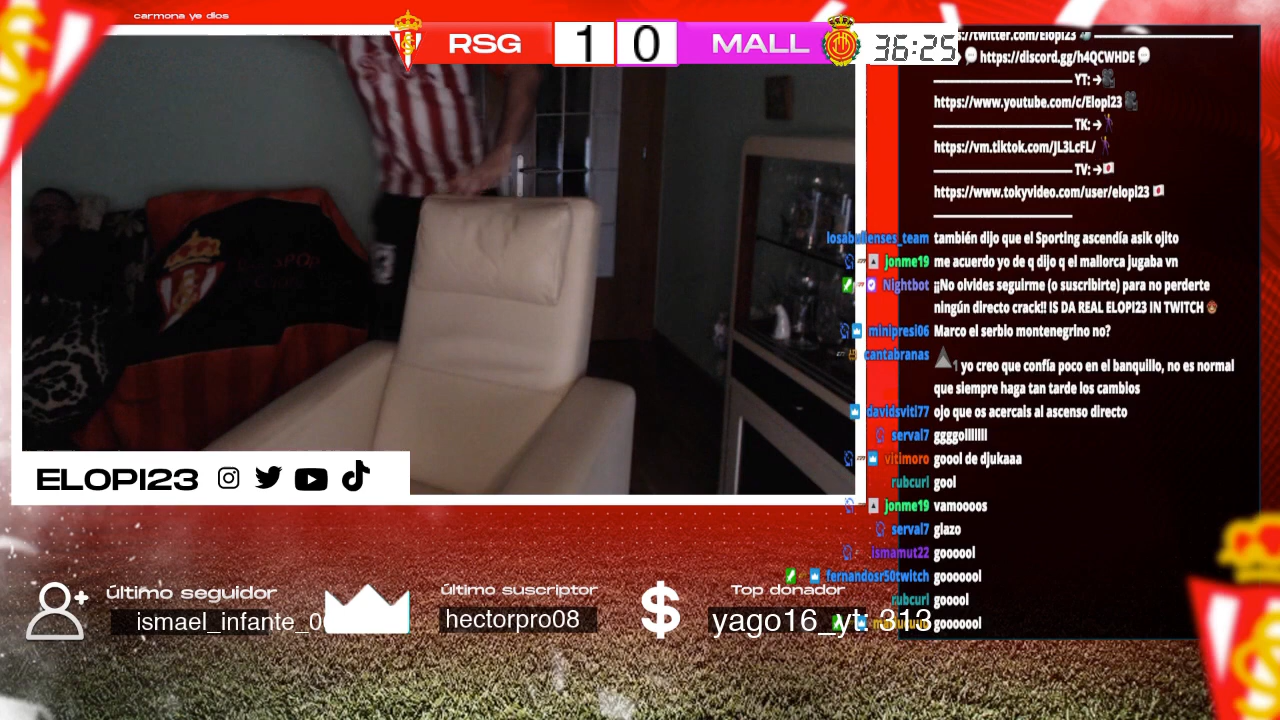 carmona ye dios
RSG 1 0 MALL 36:25
https://discord.gg/h4QCWHDE
YT:
https://www.youtube.com/c/Elopi23
TK:
https://vm.tiktok.com/JL3LcFL/
TV:
https://www.tokyvideo.com/user/elopi23
losabulienses_team también dijo que el Sporting ascendía asik ojito
jonme19 me acuerdo yo de q dijo q el mallorca jugaba vn
Nightbot ¡¡No olvides seguirme (o suscribirte) para no perderte
ningún directo crack!! IS DA REAL ELOPI23 IN TWITCH
minipresi06 Marco el serbio montenegrino no?
cantabranas 1 yo creo que confía poco en el banquillo, no es normal
que siempre haga tan tarde los cambios
davidsviti77 ojo que os acercais al ascenso directo
serval7 ggggolllllll
vitimoro goool de djukaaa
rubcurl gool
jonme19 vamoooos
serval7 glazo
ismamut22 goooool
fernandosr50twitch gooooool
rubcurl gooool
gooooool
ELOPI23
último seguidor
ismael_infante_0
último suscriptor
hectorpro08
Top donador
yago16_yt: 313